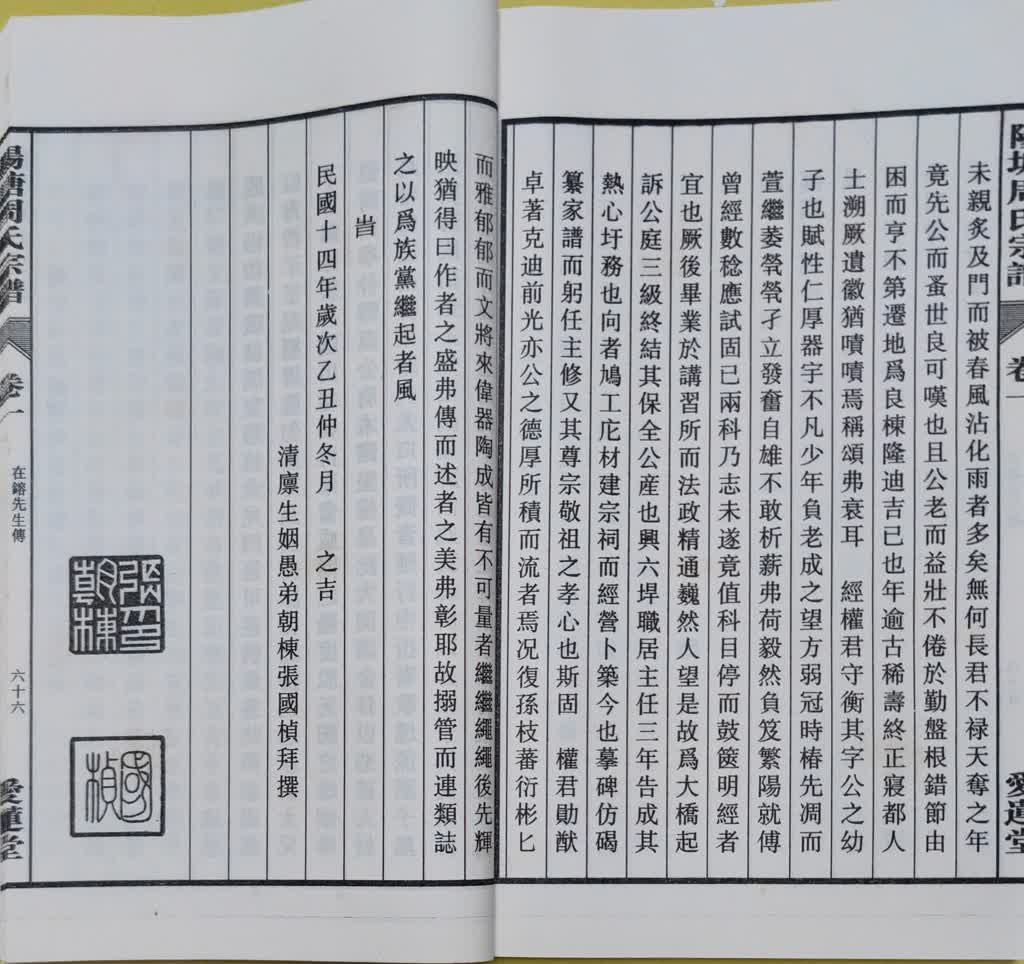 周氏宗譜
卷一
愛蓮堂
未親炙及門而被春風沾化雨者多矣無何長君不禄天奪之年
竟先公而蚤世良可嘆也且公老而益壯不倦於勤盤根錯節由
困而亨不第遷地爲良棟隆迪吉已也年逾古稀壽終正寢都人
士溯厥遺徽猶嘖嘖焉稱頌弗衰耳 經權君守衡其字公之幼
子也賦性仁厚器宇不凡少年負老成之望方弱冠時椿先凋而
萱繼萎煢煢孑立發奮自雄不敢析薪弗荷毅然負笈繁陽就傅
曾經數稔應試固已兩科乃志未遂竟值科目停而鼓篋明經者
宜也厥後畢業於講習所而法政精通巍然人望是故爲大橋起
訴公庭三級終結其保全公産也興六垾職居主任三年告成其
熱心圩務也向者鳩工庀材建宗祠而經營卜築今也摹碑仿碣
纂家譜而躬任主修又其尊宗敬祖之孝心也斯固 權君勛猷
卓著克迪前光亦公之德厚所積而流者焉况復孫枝蕃衍彬匕
而雅郁郁而文將來偉器陶成皆有不可量者繼繼繩繩後先輝
映猶得曰作者之盛弗傳而述者之美弗彰耶故搦管而連類誌
之以爲族黨繼起者風
旹
民國十四年歲次乙丑仲冬月 之吉
清廪生姻愚弟朝棟張國楨拜撰
張印
朝棟
國楨
周氏宗譜
卷一
在鎔先生傳
六十六
愛蓮堂